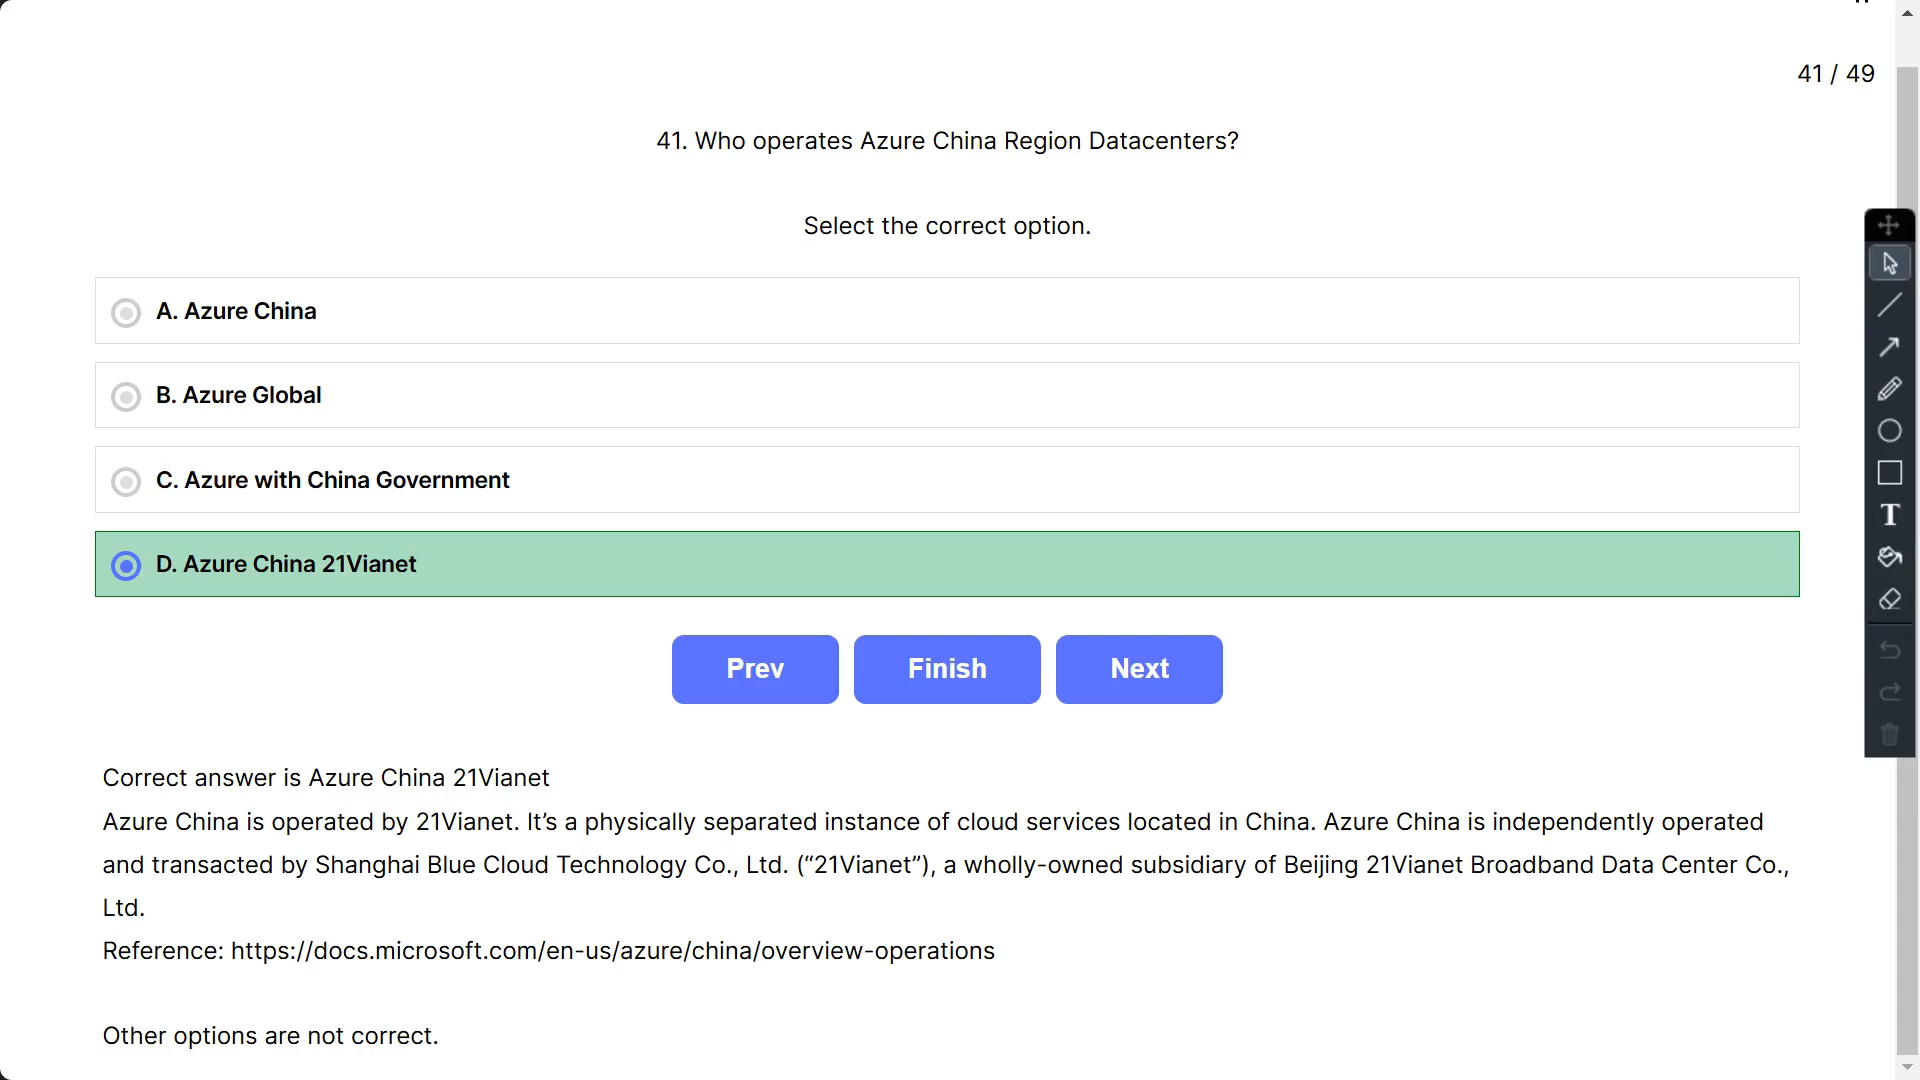 41 / 49
41. Who operates Azure China Region Datacenters?
Select the correct option.
A. Azure China
B. Azure Global
C. Azure with China Government
D. Azure China 21Vianet
Prev
Finish
Next
T
Correct answer is Azure China 21Vianet
Azure China is operated by 21Vianet. It’s a physically separated instance of cloud services located in China. Azure China is independently operated
and transacted by Shanghai Blue Cloud Technology Co., Ltd. (“21Vianet”), a wholly-owned subsidiary of Beijing 21Vianet Broadband Data Center Co.,
Ltd.
Reference: https://docs.microsoft.com/en-us/azure/china/overview-operations
Other options are not correct.